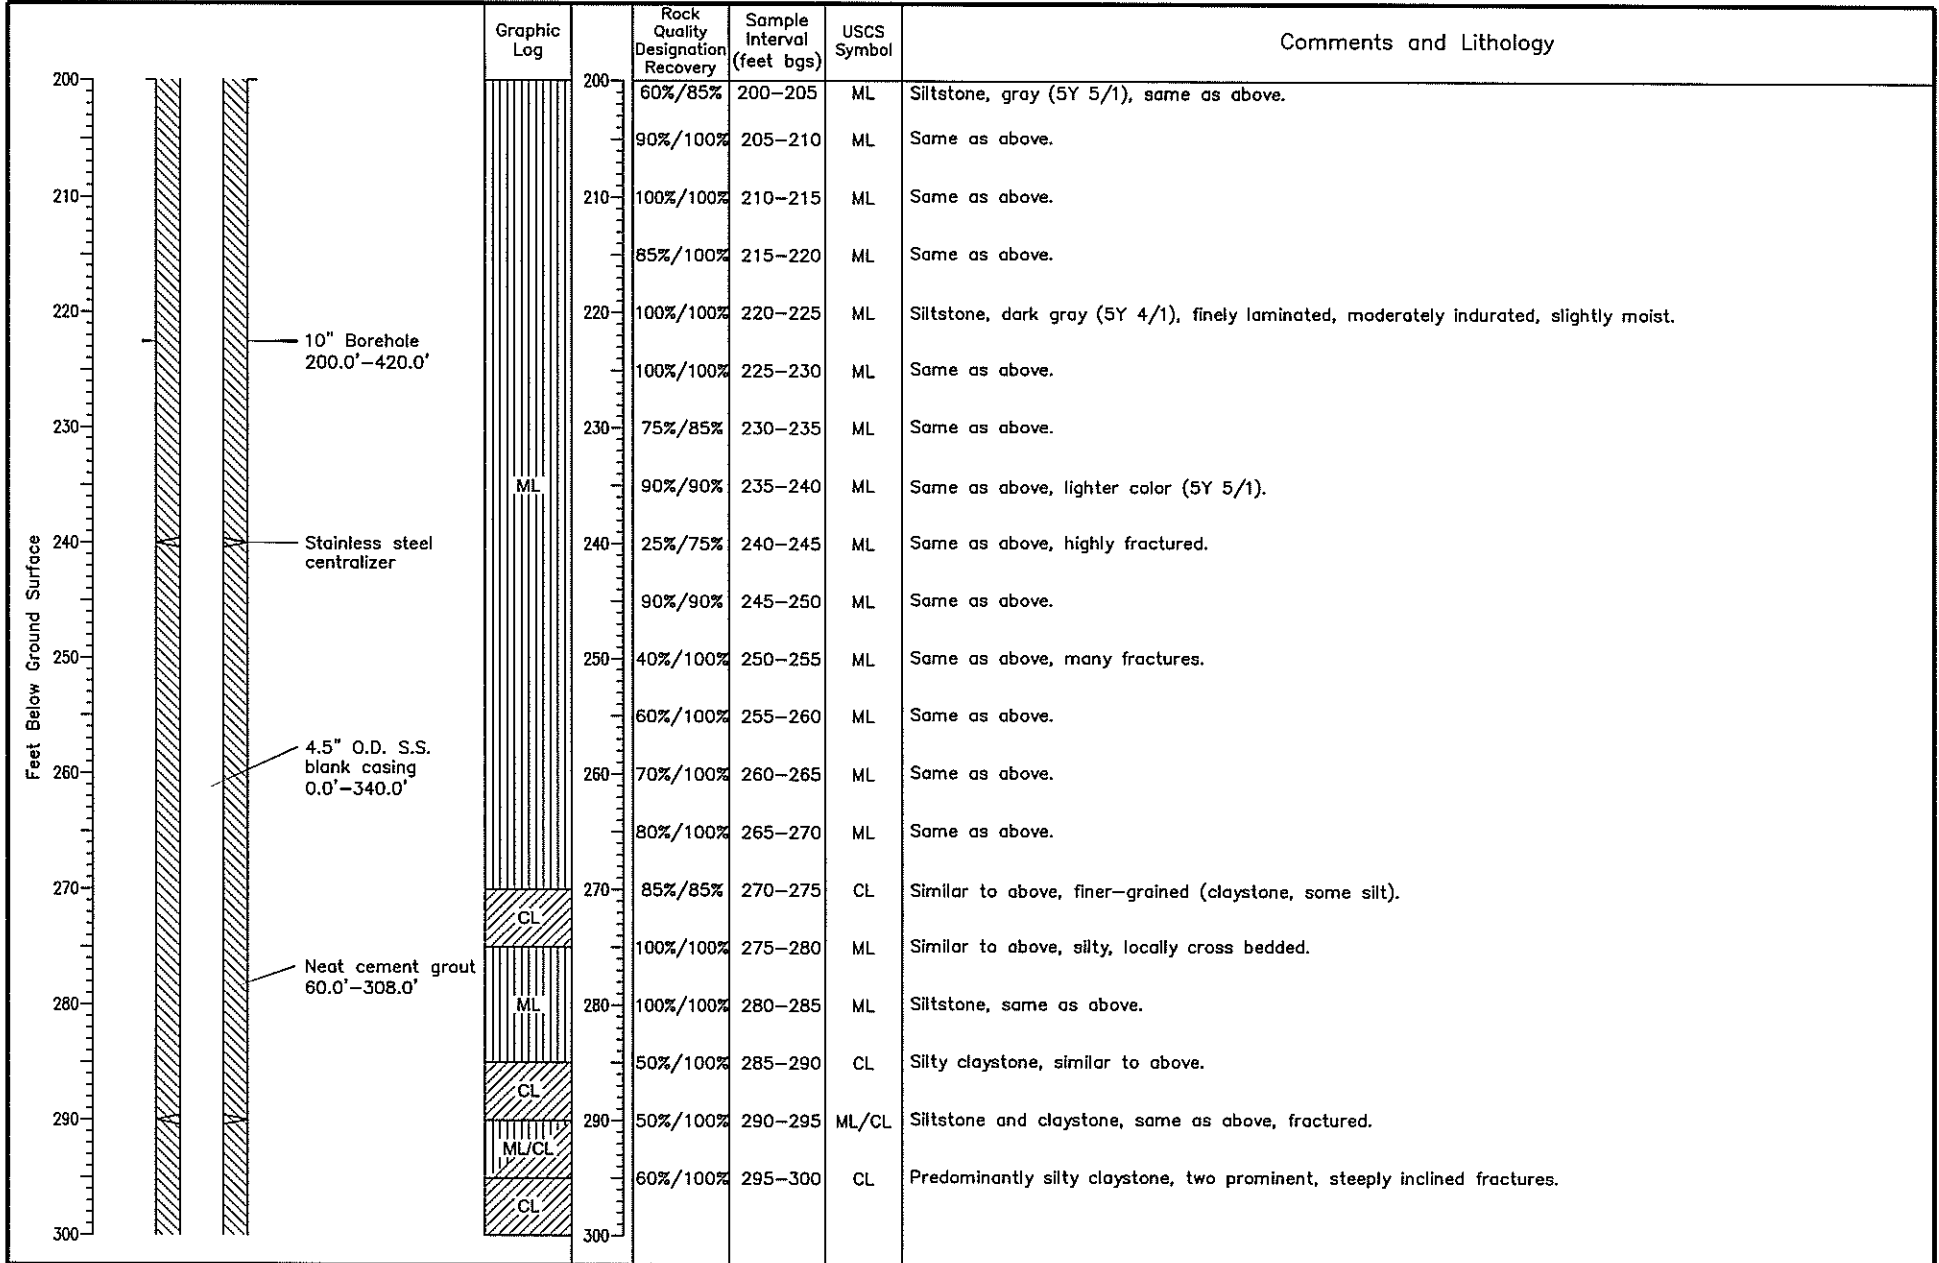 Graphic
Log
Rock
Quality
Designation
Recovery
Sample
Interval
(feet bgs)
USCS
Symbol
Comments and Lithology
Feet Below Ground Surface
200
210
220
230
240
250
260
270
280
290
300
10" Borehole
200.0'-420.0'
Stainless steel
centralizer
4.5" O.D. S.S.
blank casing
0.0'-340.0'
Neat cement grout
60.0'-308.0'
ML
CL
ML
CL
ML/CL
CL
200
210
220
230
240
250
260
270
280
290
300
60%/85% 200-205 ML Siltstone, gray (5Y 5/1), same as above.
90%/100% 205-210 ML Same as above.
100%/100% 210-215 ML Same as above.
85%/100% 215-220 ML Same as above.
100%/100% 220-225 ML Siltstone, dark gray (5Y 4/1), finely laminated, moderately indurated, slightly moist.
100%/100% 225-230 ML Same as above.
75%/85% 230-235 ML Same as above.
90%/90% 235-240 ML Same as above, lighter color (5Y 5/1).
25%/75% 240-245 ML Same as above, highly fractured.
90%/90% 245-250 ML Same as above.
40%/100% 250-255 ML Same as above, many fractures.
60%/100% 255-260 ML Same as above.
70%/100% 260-265 ML Same as above.
80%/100% 265-270 ML Same as above.
85%/85% 270-275 CL Similar to above, finer-grained (claystone, some silt).
100%/100% 275-280 ML Similar to above, silty, locally cross bedded.
100%/100% 280-285 ML Siltstone, same as above.
50%/100% 285-290 CL Silty claystone, similar to above.
50%/100% 290-295 ML/CL Siltstone and claystone, same as above, fractured.
60%/100% 295-300 CL Predominantly silty claystone, two prominent, steeply inclined fractures.